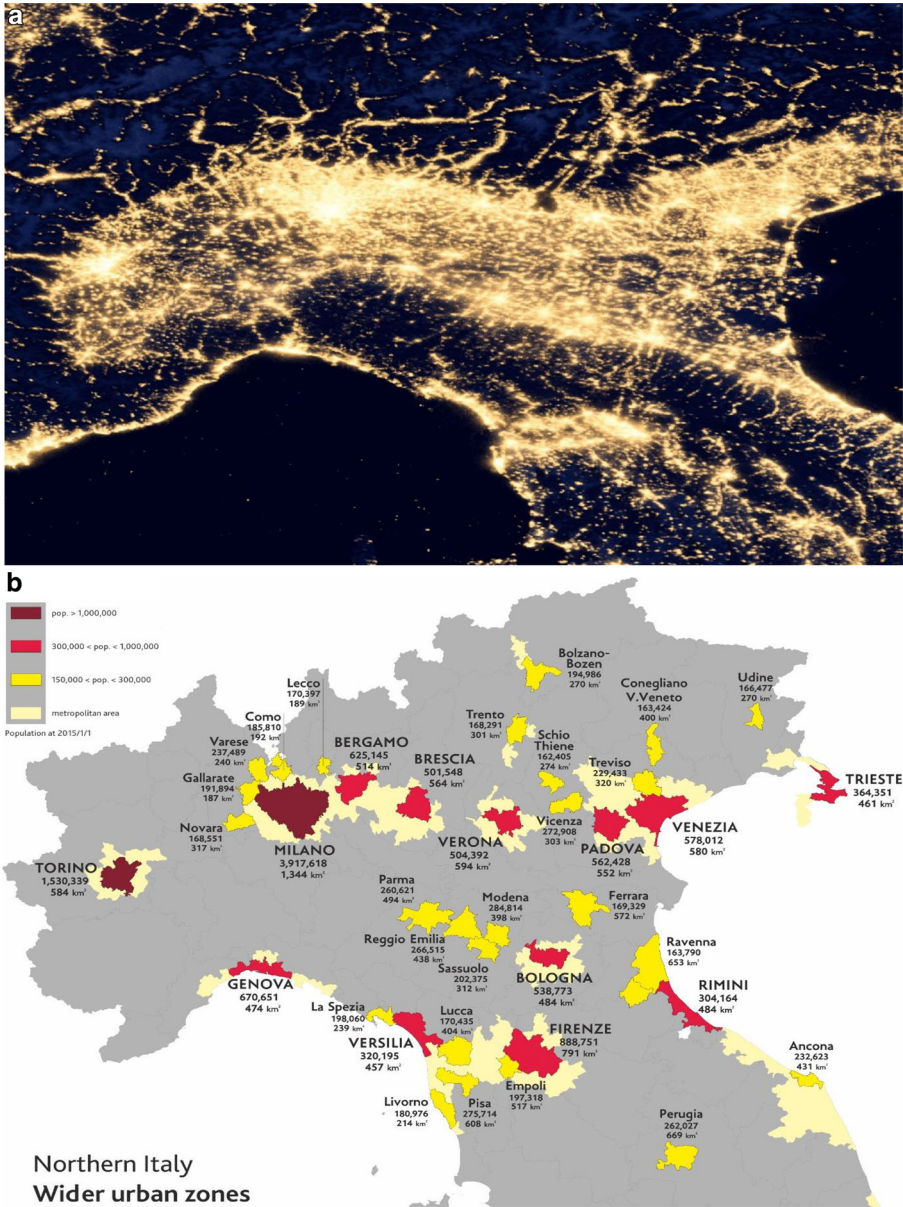 a
b
pop. > 1,000,000
300,000 < pop. < 1,000,000
150,000 < pop. < 300,000
metropolitan area
Population at 2015/1/1
Lecco
170,397
189 km²
Como
185,810
192 km²
Varese
237,489
240 km²
Gallarate
191,894
187 km²
Novara
168,551
317 km²
TORINO
1,530,339
584 km²
MILANO
3,917,618
1,344 km²
BERGAMO
625,145
514 km²
BRESCIA
501,548
564 km²
VERONA
504,392
594 km²
Bolzano-
Bozen
194,986
270 km²
Trento
168,291
301 km²
Schio
Thiene
162,405
274 km²
Vicenza
272,908
303 km²
Conegliano
V.Veneto
163,424
400 km²
Treviso
229,433
320 km²
Udine
166,477
270 km²
TRIESTE
364,351
461 km²
VENEZIA
578,012
580 km²
PADOVA
562,428
552 km²
Parma
260,621
494 km²
Modena
284,814
398 km²
Reggio Emilia
266,515
438 km²
Sassuolo
202,375
312 km²
Ferrara
169,329
572 km²
BOLOGNA
538,773
484 km²
Ravenna
163,790
653 km²
RIMINI
304,164
484 km²
GENOVA
670,651
474 km²
La Spezia
198,060
239 km²
VERSILIA
320,195
457 km²
Lucca
170,435
404 km²
FIRENZE
888,751
791 km²
Empoli
197,318
517 km²
Livorno
180,976
214 km²
Pisa
275,714
608 km²
Ancona
232,623
431 km²
Perugia
262,027
669 km²
Northern Italy
Wider urban zones